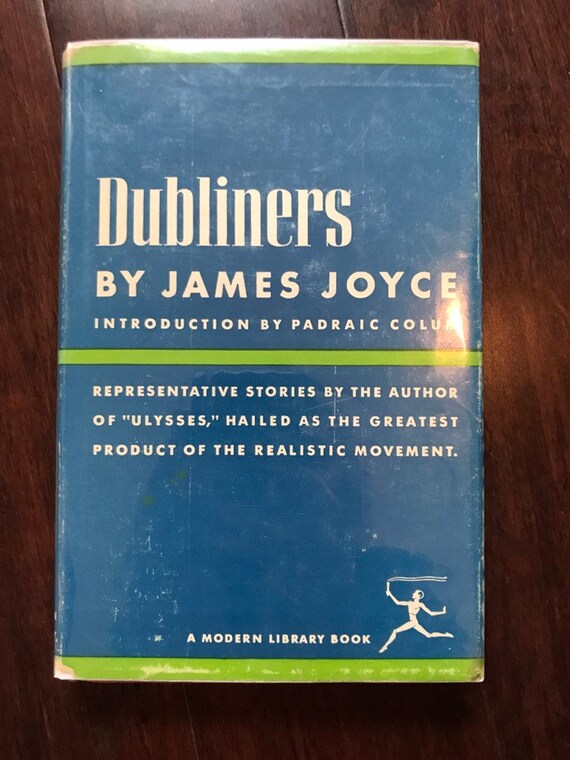 Dubliners
BY JAMES JOYCE
INTRODUCTION BY PADRAIC COLUM
REPRESENTATIVE STORIES BY THE AUTHOR
OF "ULYSSES," HAILED AS THE GREATEST
PRODUCT OF THE REALISTIC MOVEMENT.
A MODERN LIBRARY BOOK